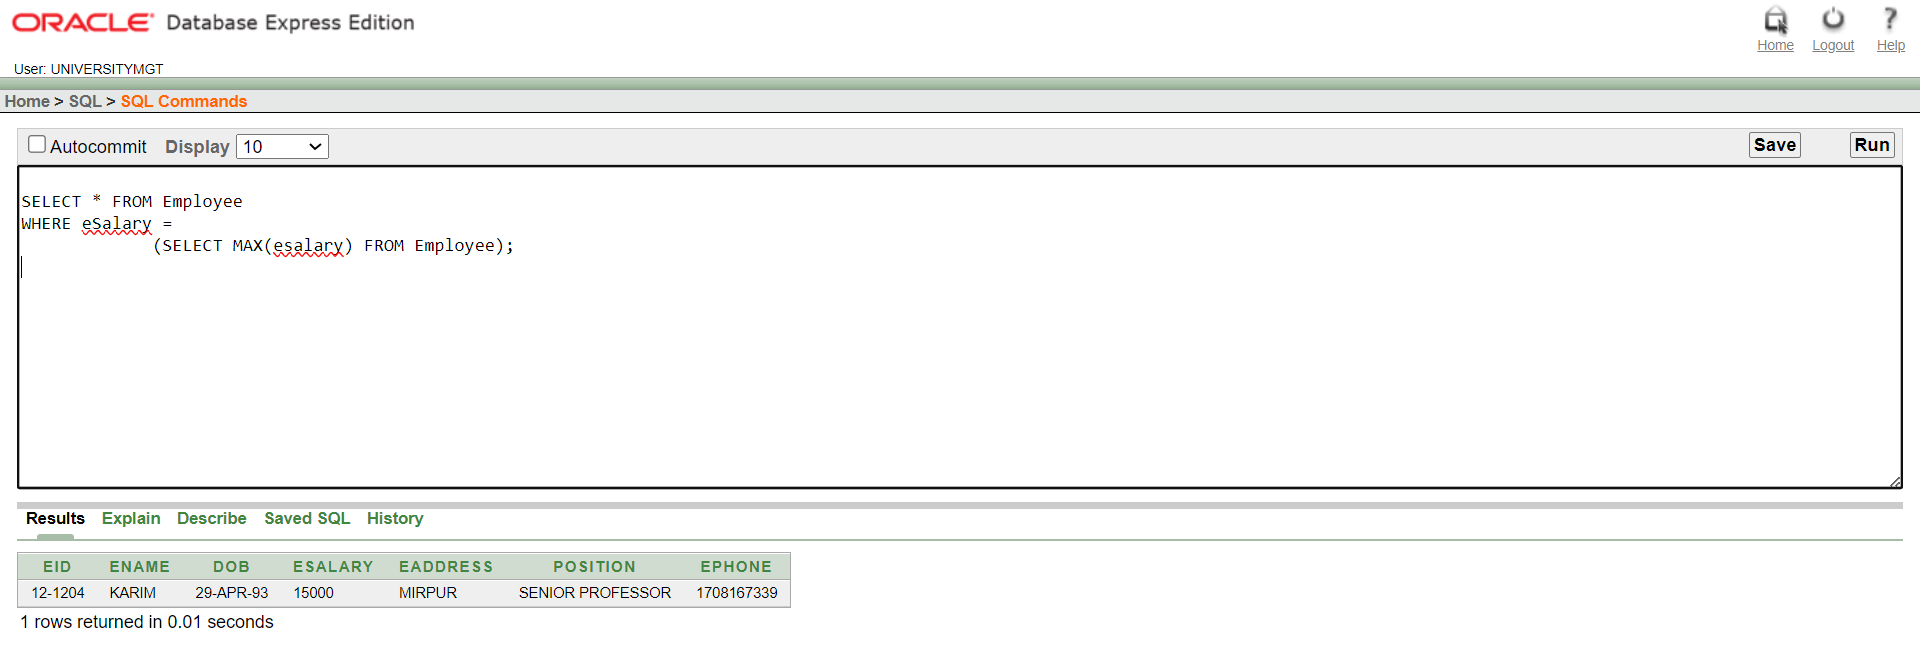 ORACLE Database Express Edition
Home Logout Help
User: UNIVERSITYMGT
Home > SQL > SQL Commands
Autocommit Display 10 Save Run
SELECT * FROM Employee
WHERE eSalary =
(SELECT MAX(esalary) FROM Employee);
Results Explain Describe Saved SQL History
EID ENAME DOB ESALARY EADDRESS POSITION EPHONE
12-1204 KARIM 29-APR-93 15000 MIRPUR SENIOR PROFESSOR 1708167339
1 rows returned in 0.01 seconds